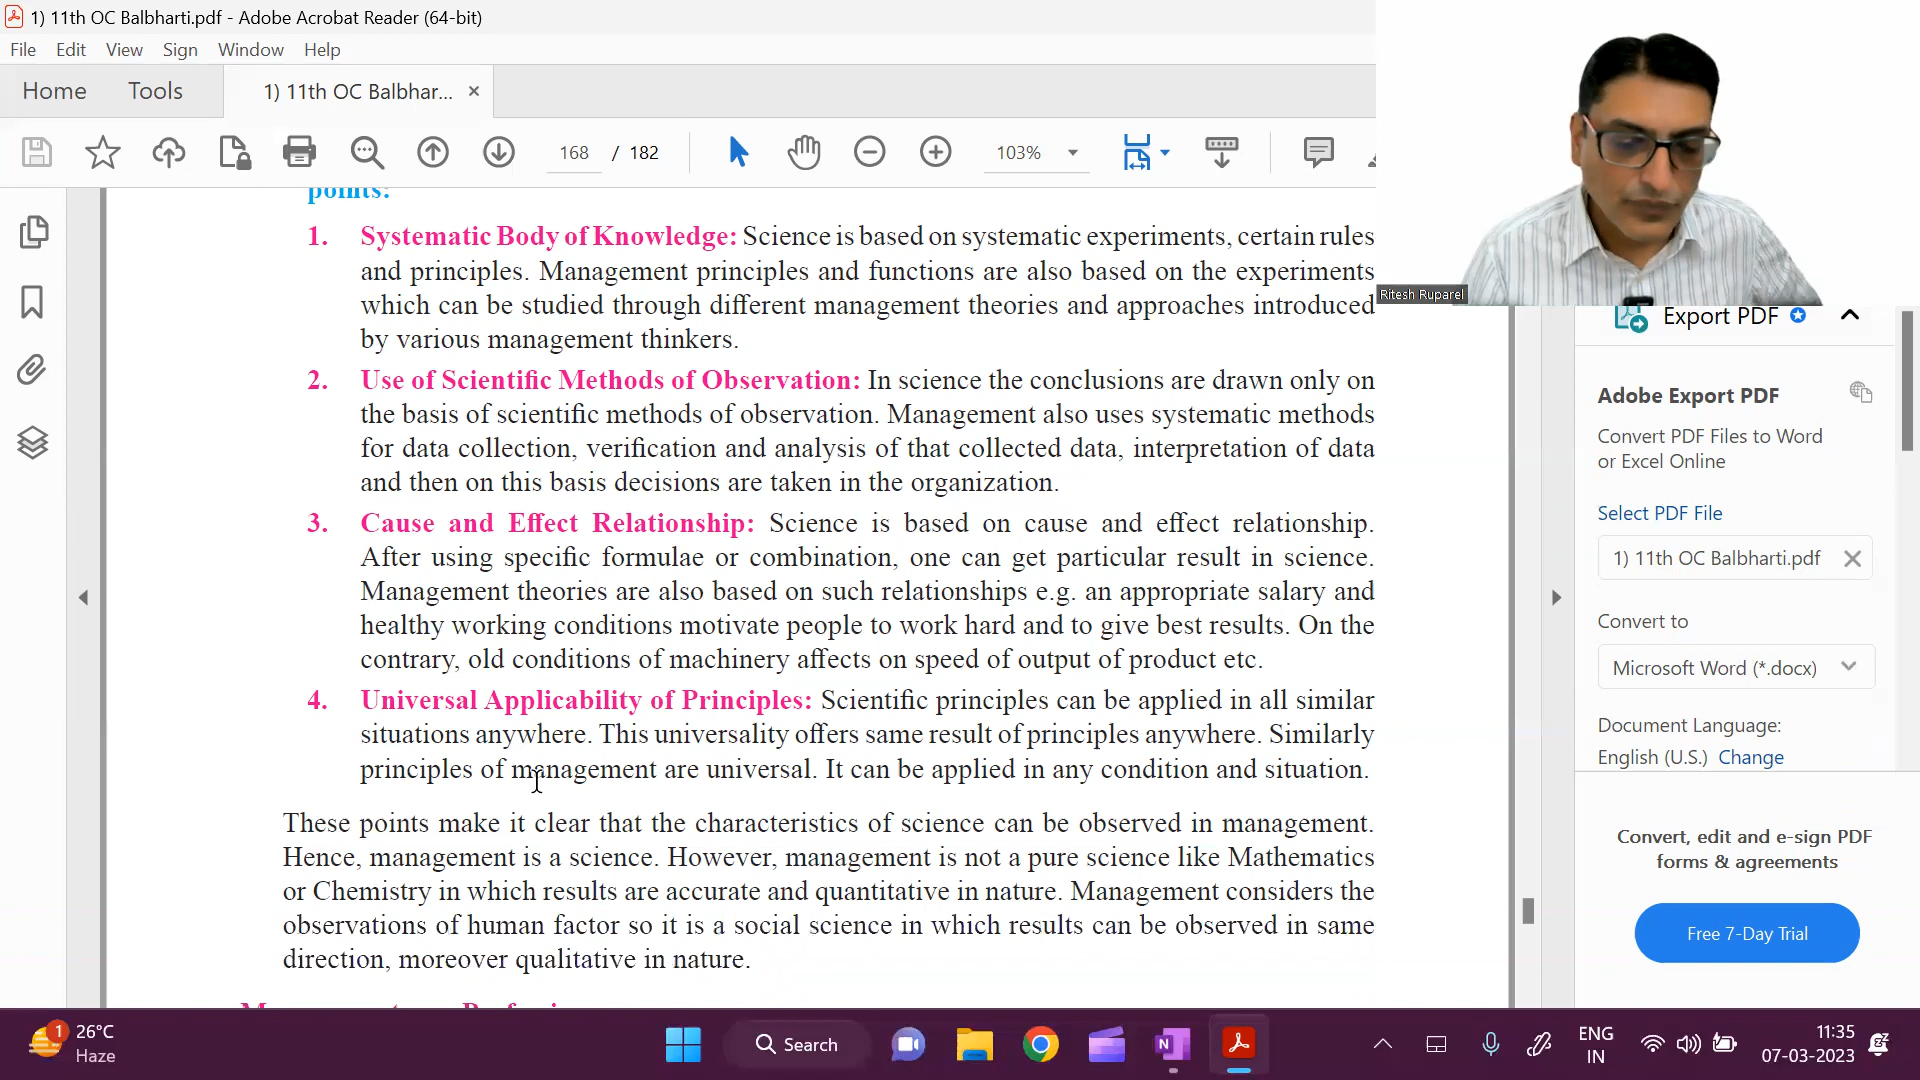 1) 11th OC Balbharti.pdf - Adobe Acrobat Reader (64-bit)
File Edit View Sign Window Help
Home Tools 1) 11th OC Balbhar... ×
168 / 182 103%
points:
1. Systematic Body of Knowledge: Science is based on systematic experiments, certain rules
and principles. Management principles and functions are also based on the experiments
which can be studied through different management theories and approaches introduced
by various management thinkers.
2. Use of Scientific Methods of Observation: In science the conclusions are drawn only on
the basis of scientific methods of observation. Management also uses systematic methods
for data collection, verification and analysis of that collected data, interpretation of data
and then on this basis decisions are taken in the organization.
3. Cause and Effect Relationship: Science is based on cause and effect relationship.
After using specific formulae or combination, one can get particular result in science.
Management theories are also based on such relationships e.g. an appropriate salary and
healthy working conditions motivate people to work hard and to give best results. On the
contrary, old conditions of machinery affects on speed of output of product etc.
4. Universal Applicability of Principles: Scientific principles can be applied in all similar
situations anywhere. This universality offers same result of principles anywhere. Similarly
principles of management are universal. It can be applied in any condition and situation.
These points make it clear that the characteristics of science can be observed in management.
Hence, management is a science. However, management is not a pure science like Mathematics
or Chemistry in which results are accurate and quantitative in nature. Management considers the
observations of human factor so it is a social science in which results can be observed in same
direction, moreover qualitative in nature.
Ritesh Ruparel
Export PDF
Adobe Export PDF
Convert PDF Files to Word
or Excel Online
Select PDF File
1) 11th OC Balbharti.pdf
Convert to
Microsoft Word (*.docx)
Document Language:
English (U.S.) Change
Convert, edit and e-sign PDF
forms & agreements
Free 7-Day Trial
1
26°C
Haze
Search
N
ENG
IN
11:35
07-03-2023